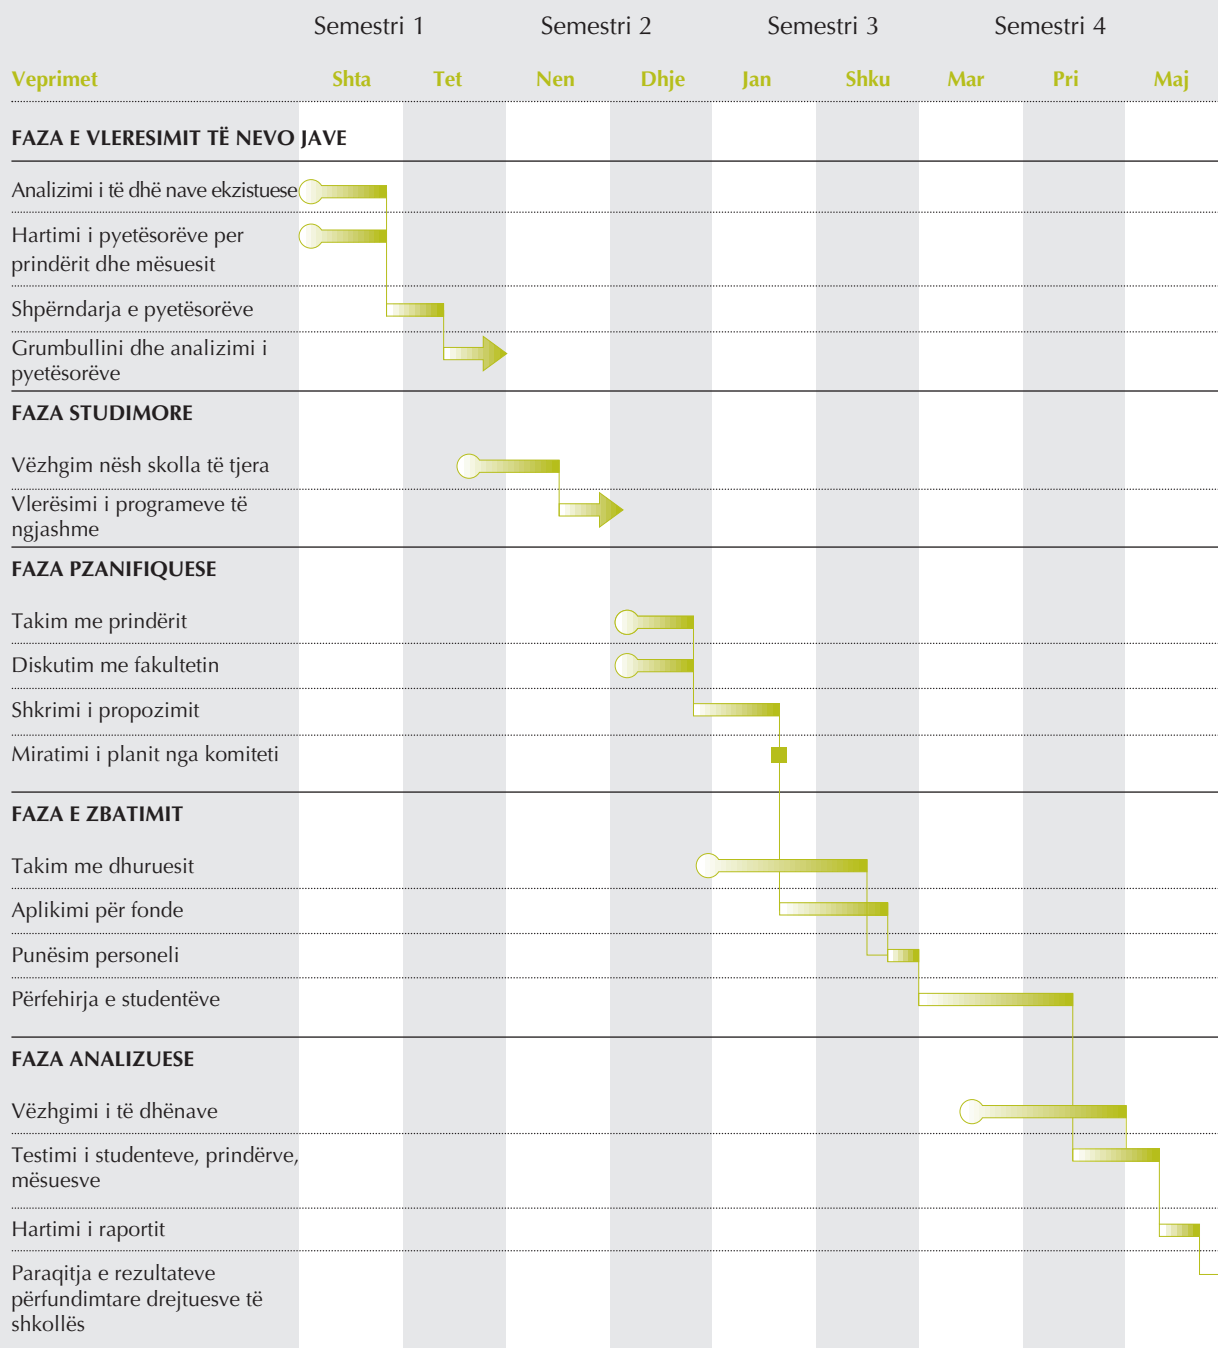 Semestri 1 Semestri 2 Semestri 3 Semestri 4
Veprimet Shta Tet Nen Dhje Jan Shku Mar Pri Maj
FAZA E VLERESIMIT TË NEVO JAVE
Analizimi i të dhë nave ekzistuese
Hartimi i pyetësorëve per
prindërit dhe mësuesit
Shpërndarja e pyetësorëve
Grumbullini dhe analizimi i
pyetësorëve
FAZA STUDIMORE
Vëzhgim nësh skolla të tjera
Vlerësimi i programeve të
ngjashme
FAZA PZANIFIQUESE
Takim me prindërit
Diskutim me fakultetin
Shkrimi i propozimit
Miratimi i planit nga komiteti
FAZA E ZBATIMIT
Takim me dhuruesit
Aplikimi për fonde
Punësim personeli
Përfehirja e studentëve
FAZA ANALIZUESE
Vëzhgimi i të dhënave
Testimi i studenteve, prindërve,
mësuesve
Hartimi i raportit
Paraqitja e rezultateve
përfundimtare drejtuesve të
shkollës